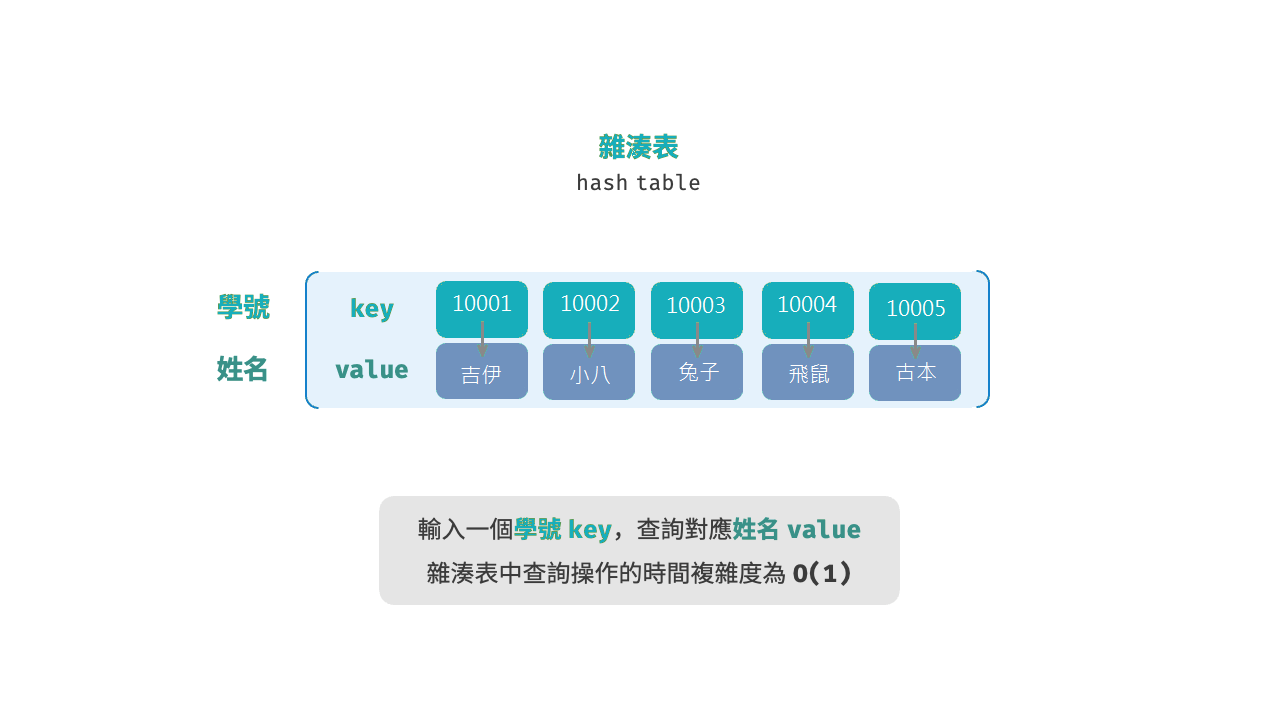 雜湊表
hash table
學號 key 10001 10002 10003 10004 10005
姓名 value 吉伊 小八 兔子 飛鼠 古本
輸入一個學號 key，查詢對應姓名 value
雜湊表中查詢操作的時間複雜度為 O(1)